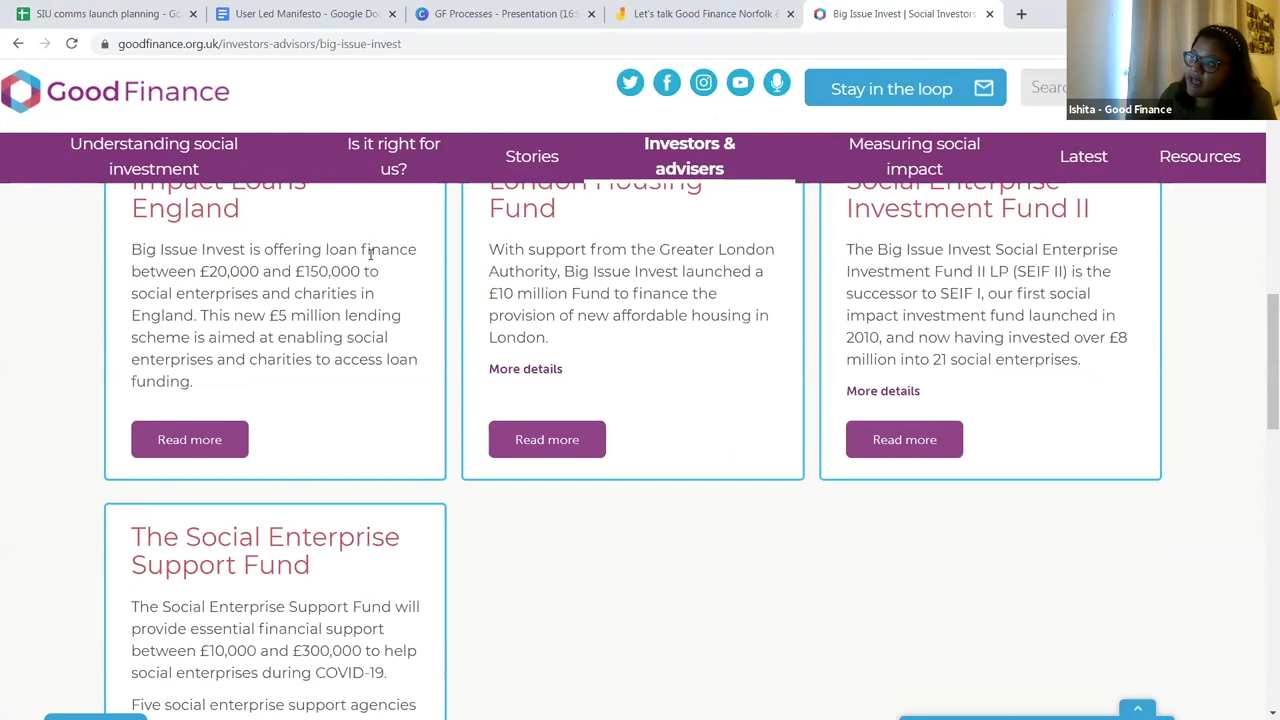 SIU comms launch planning - Go
User Led Manifesto - Google Do
GF Processes - Presentation (16:
Let's talk Good Finance Norfolk &
Big Issue Invest | Social Investors
goodfinance.org.uk/investors-advisors/big-issue-invest
GoodFinance
Stay in the loop
Ishita - Good Finance
Understanding social
investment
Is it right for
us?
Stories
Investors &
advisers
Measuring social
impact
Latest
Resources
Impact Loans
England
Big Issue Invest is offering loan finance
between £20,000 and £150,000 to
social enterprises and charities in
England. This new £5 million lending
scheme is aimed at enabling social
enterprises and charities to access loan
funding.
Read more
London Housing
Fund
With support from the Greater London
Authority, Big Issue Invest launched a
£10 million Fund to finance the
provision of new affordable housing in
London.
More details
Read more
Social Enterprise
Investment Fund II
The Big Issue Invest Social Enterprise
Investment Fund II LP (SEIF II) is the
successor to SEIF I, our first social
impact investment fund launched in
2010, and now having invested over £8
million into 21 social enterprises.
More details
Read more
The Social Enterprise
Support Fund
The Social Enterprise Support Fund will
provide essential financial support
between £10,000 and £300,000 to help
social enterprises during COVID-19.
Five social enterprise support agencies